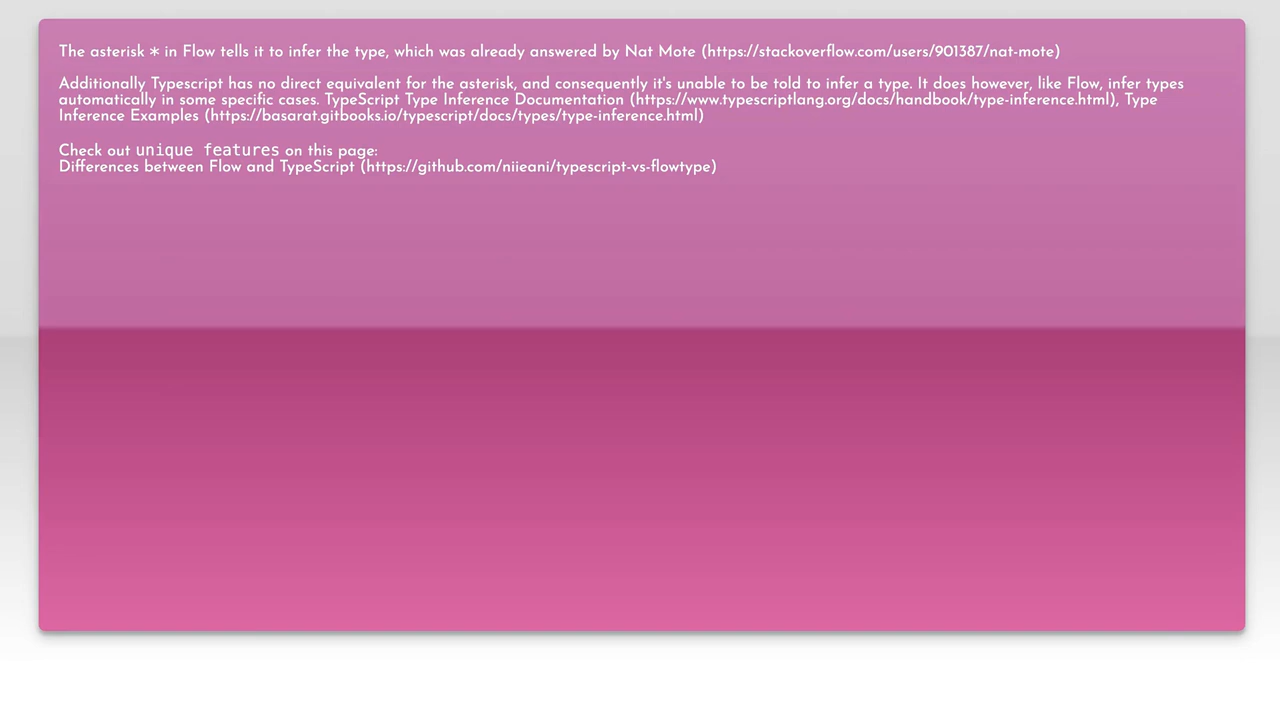 The asterisk * in Flow tells it to infer the type, which was already answered by Nat Mote (https://stackoverflow.com/users/901387/nat-mote)
Additionally Typescript has no direct equivalent for the asterisk, and consequently it's unable to be told to infer a type. It does however, like Flow, infer types
automatically in some specific cases. TypeScript Type Inference Documentation (https://www.typescriptlang.org/docs/handbook/type-inference.html), Type
Inference Examples (https://basarat.gitbooks.io/typescript/docs/types/type-inference.html)
Check out unique features on this page:
Differences between Flow and TypeScript (https://github.com/niieani/typescript-vs-flowtype)